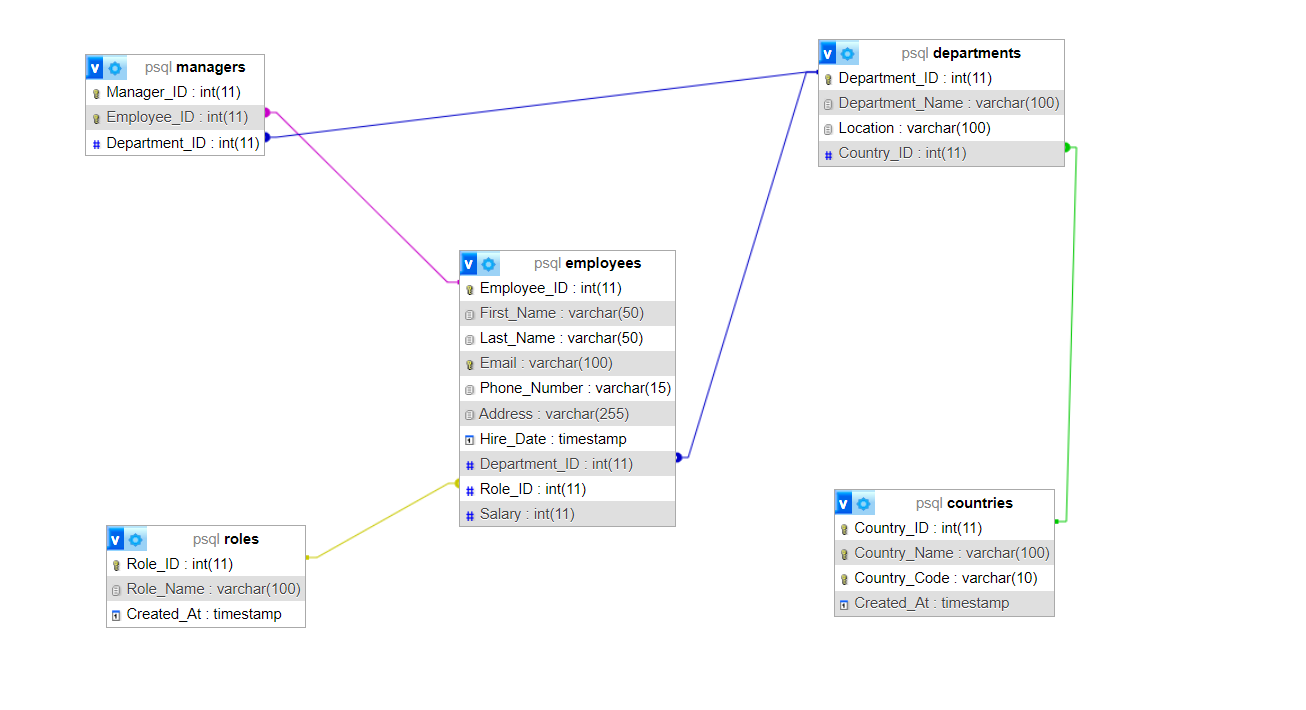 v psql managers
Manager_ID : int(11)
Employee_ID : int(11)
# Department_ID : int(11)
v psql departments
Department_ID : int(11)
Department_Name : varchar(100)
Location : varchar(100)
# Country_ID : int(11)
v psql employees
Employee_ID : int(11)
First_Name : varchar(50)
Last_Name : varchar(50)
Email : varchar(100)
Phone_Number : varchar(15)
Address : varchar(255)
Hire_Date : timestamp
# Department_ID : int(11)
# Role_ID : int(11)
# Salary : int(11)
v psql roles
Role_ID : int(11)
Role_Name : varchar(100)
Created_At : timestamp
v psql countries
Country_ID : int(11)
Country_Name : varchar(100)
Country_Code : varchar(10)
Created_At : timestamp